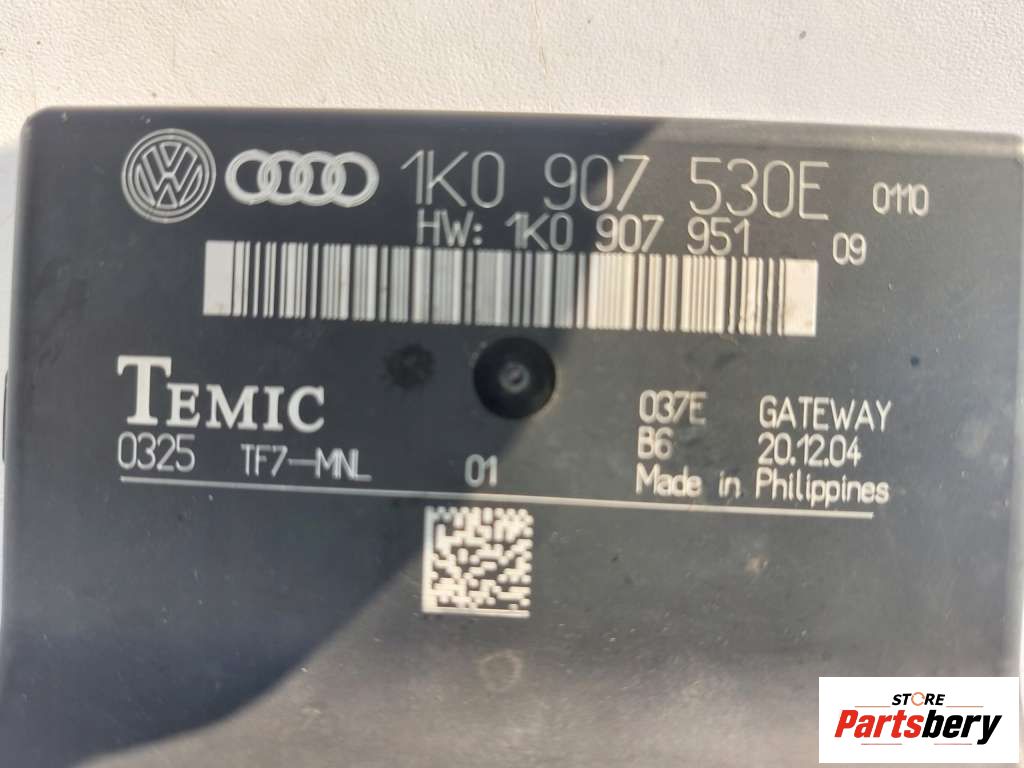 1K0 907 530E 0110
HW: 1K0 907 951 09
TEMIC
037E GATEWAY
B6 20.12.04
0325 TF7-MNL 01
Made in Philippines
STORE
Partsbery